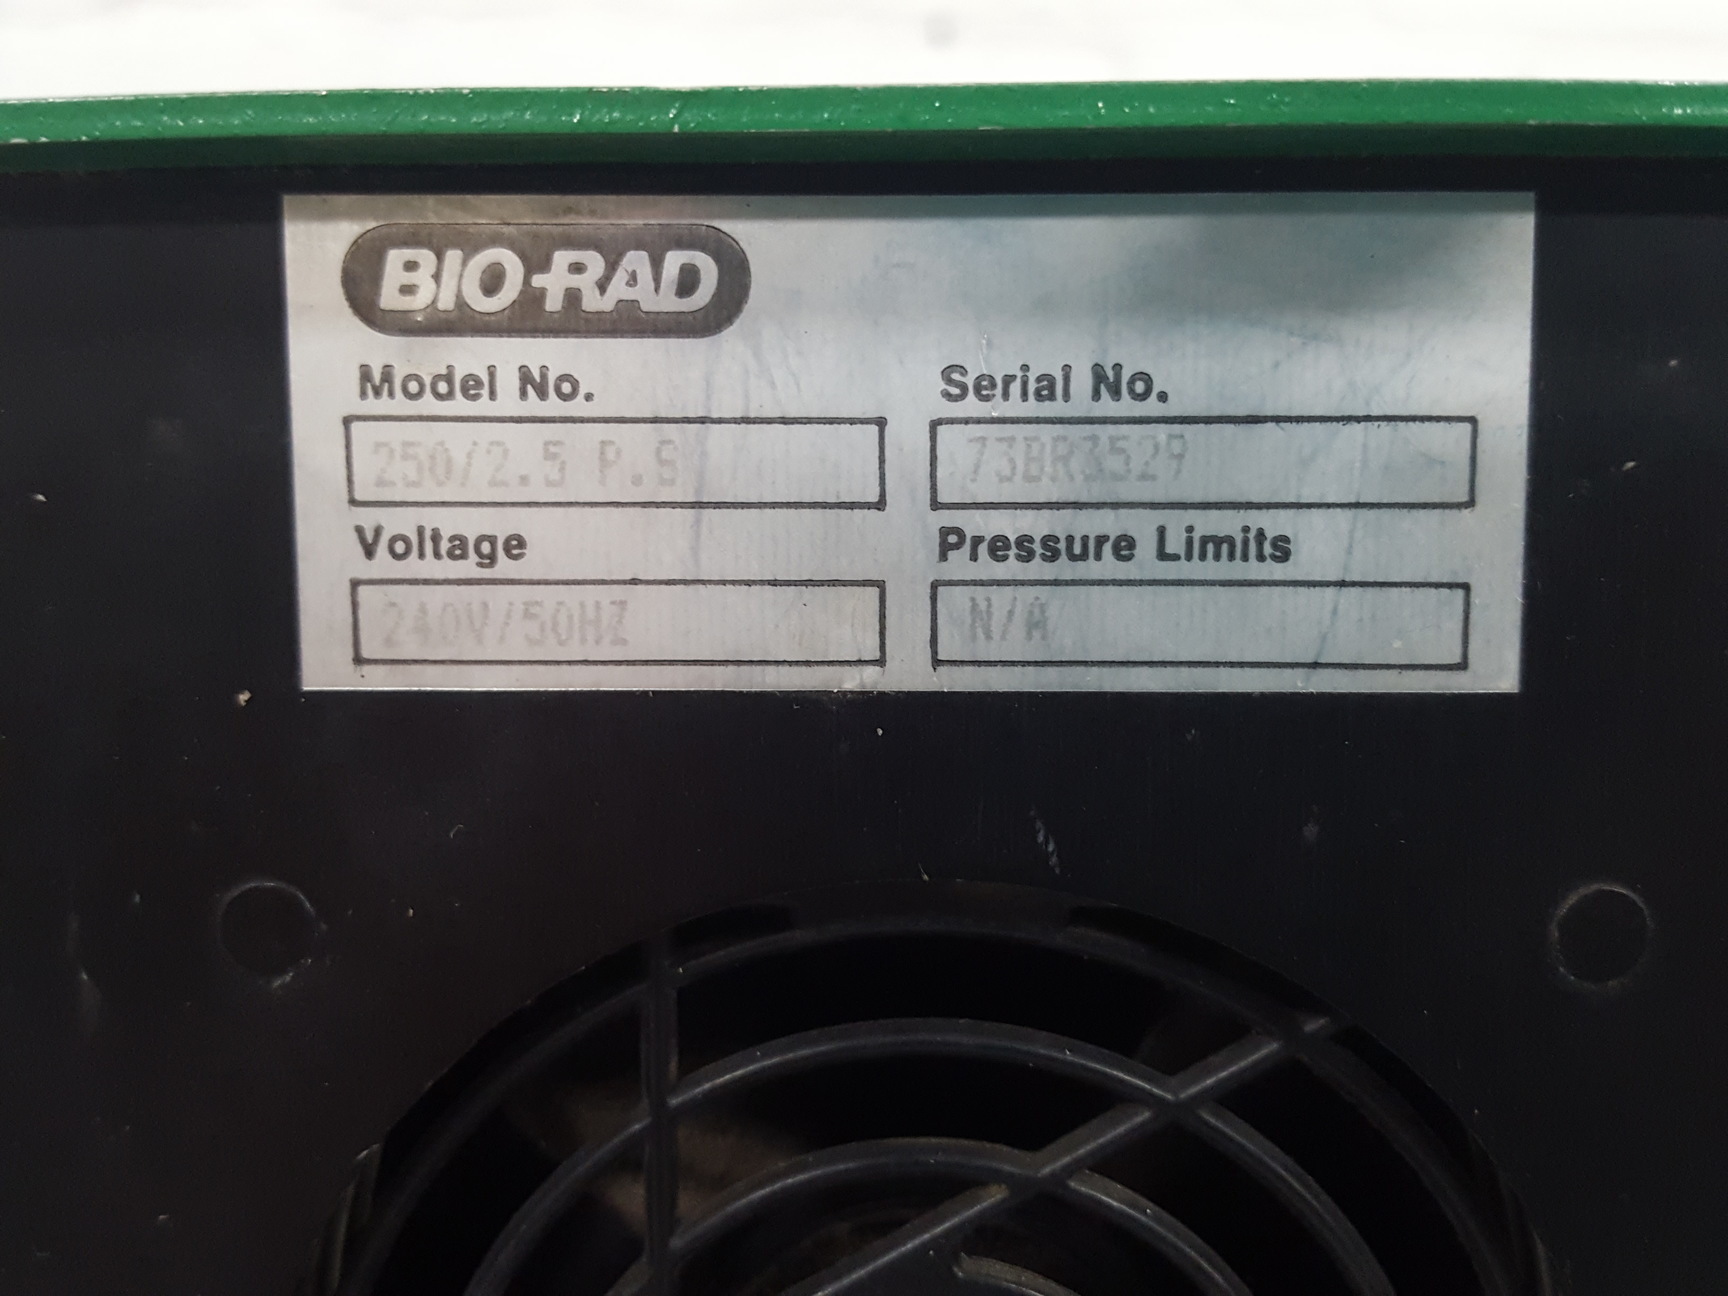 BIO-RAD
Model No. Serial No.
250/2.5 P.S 73BR3529
Voltage Pressure Limits
240V/50HZ N/A